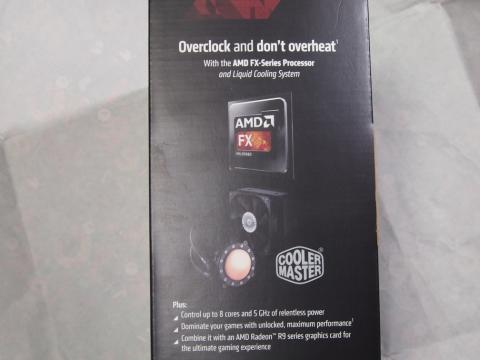 Overclock and don't overheat¹
With the AMD FX-Series Processor
and Liquid Cooling System
AMD
FX
COOLER
MASTER
Plus:
Control up to 8 cores and 5 GHz of relentless power
Dominate your games with unlocked, maximum performance¹
Combine it with an AMD Radeon™ R9 series graphics card for
the ultimate gaming experience